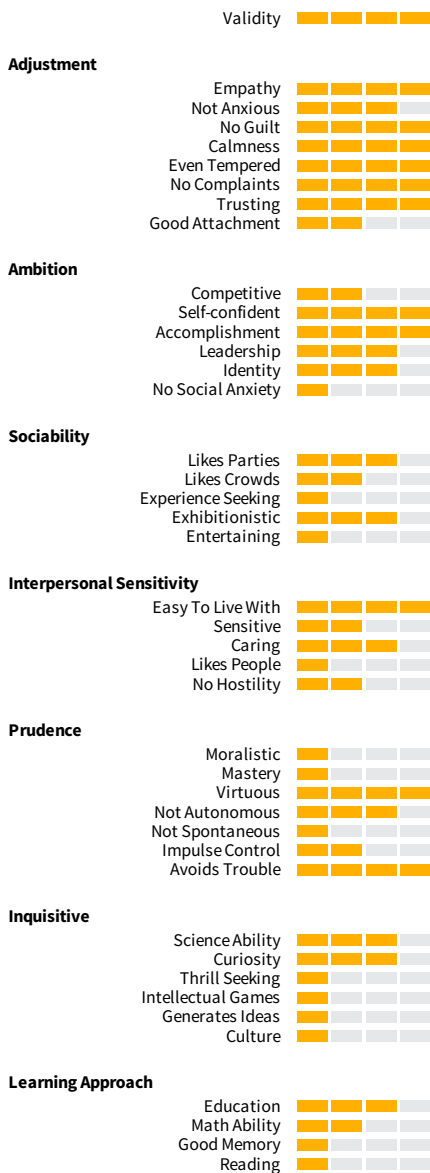 Validity
Adjustment
Empathy
Not Anxious
No Guilt
Calmness
Even Tempered
No Complaints
Trusting
Good Attachment
Ambition
Competitive
Self-confident
Accomplishment
Leadership
Identity
No Social Anxiety
Sociability
Likes Parties
Likes Crowds
Experience Seeking
Exhibitionistic
Entertaining
Interpersonal Sensitivity
Easy To Live With
Sensitive
Caring
Likes People
No Hostility
Prudence
Moralistic
Mastery
Virtuous
Not Autonomous
Not Spontaneous
Impulse Control
Avoids Trouble
Inquisitive
Science Ability
Curiosity
Thrill Seeking
Intellectual Games
Generates Ideas
Culture
Learning Approach
Education
Math Ability
Good Memory
Reading